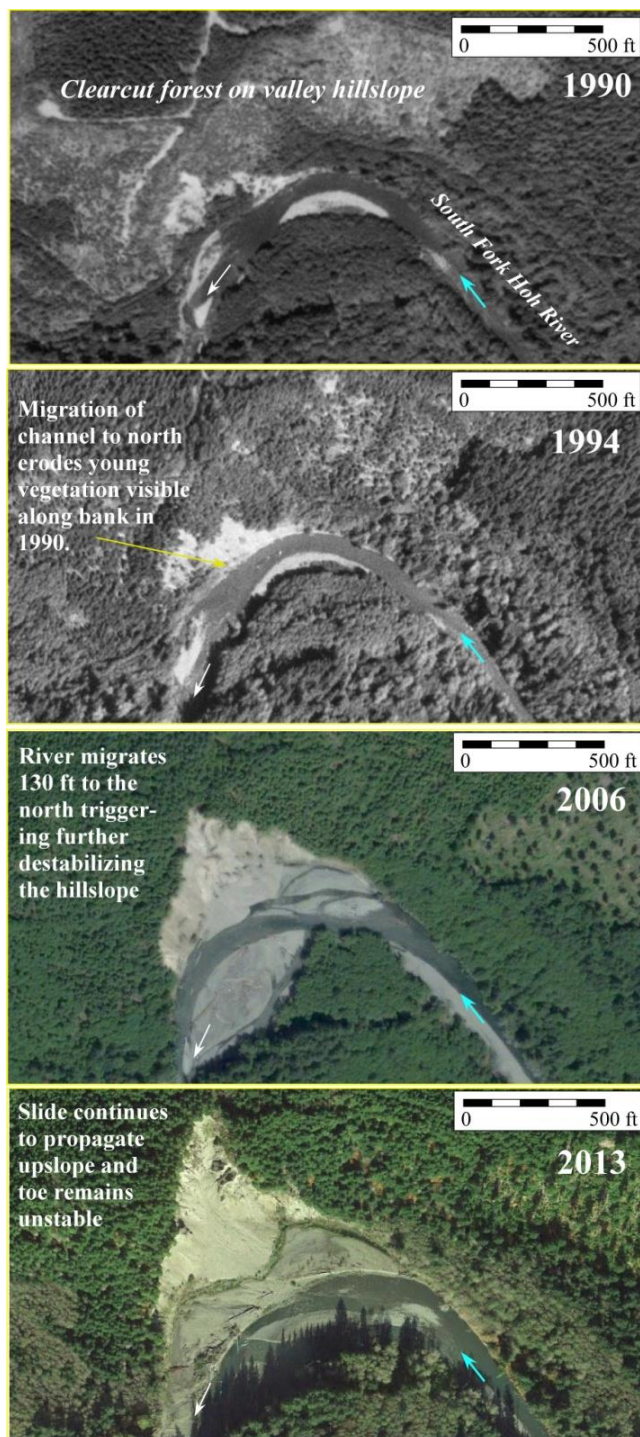 0 500 ft
Clearcut forest on valley hillslope
1990
South Fork Hoh River
0 500 ft
Migration of
channel to north
erodes young
vegetation visible
along bank in
1990.
1994
0 500 ft
River migrates
130 ft to the
north trigger-
ing further
destabilizing
the hillslope
2006
0 500 ft
Slide continues
to propagate
upslope and
toe remains
unstable
2013